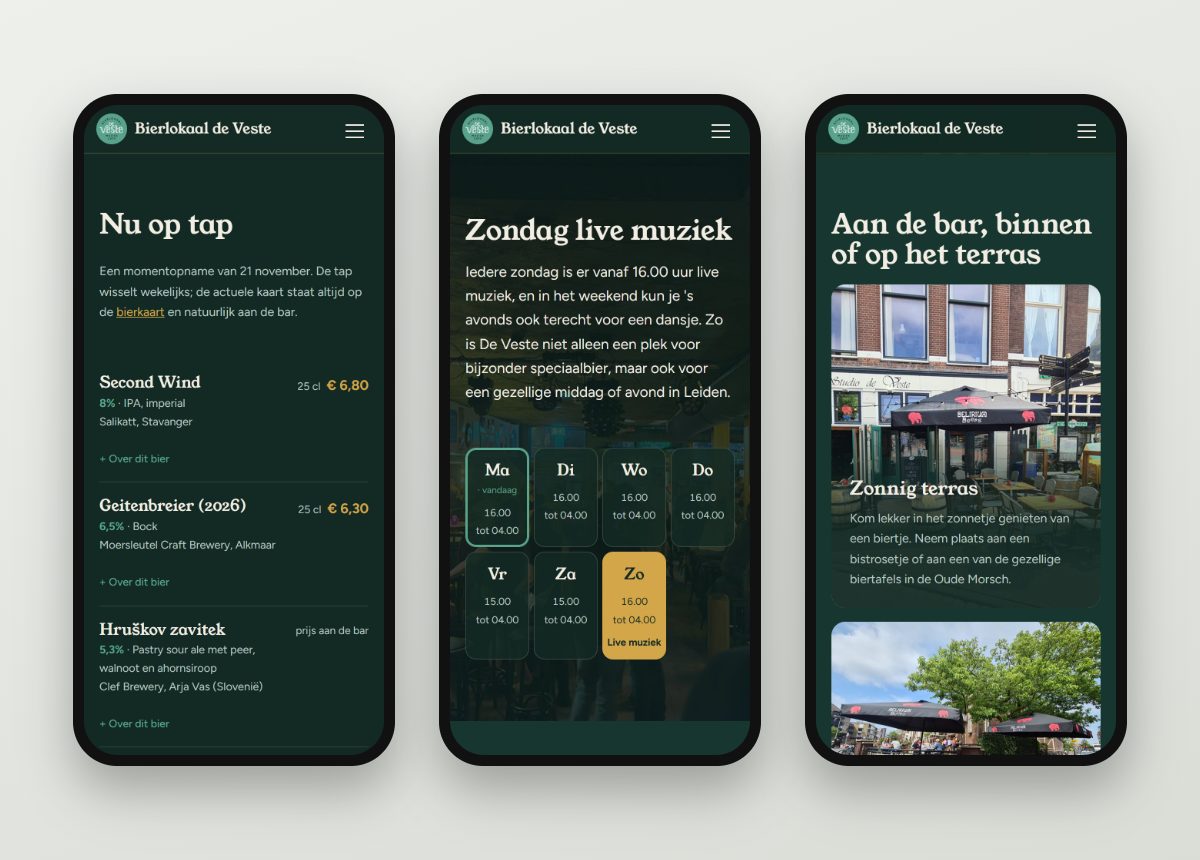 Veste
Bierlokaal de Veste
Nu op tap
Een momentopname van 21 november. De tap
wisselt wekelijks; de actuele kaart staat altijd op
de bierkaart en natuurlijk aan de bar.
Second Wind
25 cl € 6,80
8% · IPA, imperial
Salikatt, Stavanger
+ Over dit bier
Geitenbreier (2026)
25 cl € 6,30
6,5% · Bock
Moersleutel Craft Brewery, Alkmaar
+ Over dit bier
Hruškov zavitek
prijs aan de bar
5,3% · Pastry sour ale met peer,
walnoot en ahornsiroop
Clef Brewery, Arja Vas (Slovenië)
+ Over dit bier
Veste
Bierlokaal de Veste
Zondag live muziek
Iedere zondag is er vanaf 16.00 uur live
muziek, en in het weekend kun je 's
avonds ook terecht voor een dansje. Zo
is De Veste niet alleen een plek voor
bijzonder speciaalbier, maar ook voor
een gezellige middag of avond in Leiden.
Ma
· vandaag
16.00
tot 04.00
Di
16.00
tot 04.00
Wo
16.00
tot 04.00
Do
16.00
tot 04.00
Vr
15.00
tot 04.00
Za
15.00
tot 04.00
Zo
16.00
tot 04.00
Live muziek
Veste
Bierlokaal de Veste
Aan de bar, binnen
of op het terras
Studio de Veste
DELIRIUM
Zonnig terras
Kom lekker in het zonnetje genieten van
een biertje. Neem plaats aan een
bistrosetje of aan een van de gezellige
biertafels in de Oude Morsch.
DELIRIUM